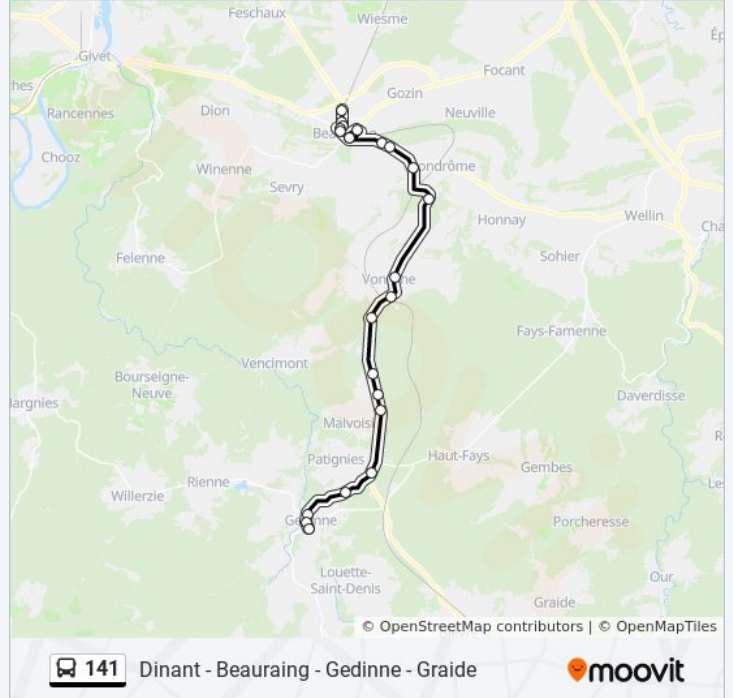 Feschaux
Wiesme
Givet
Focant
Gozin
Rancennes
Dion
Neuville
Chooz
Winenne
Sevry
Honnay
Wellin
Felenne
Sohier
Fays-Famenne
Vencimont
Bourseigne-
Neuve
Daverdisse
Patignies
Haut-Fays
Gembes
Rienne
Willerzie
Porcheresse
Louette-
Saint-Denis
Our
Graide
© OpenStreetMap contributors | © OpenMapTiles
141 Dinant - Beauraing - Gedinne - Graide
moovit